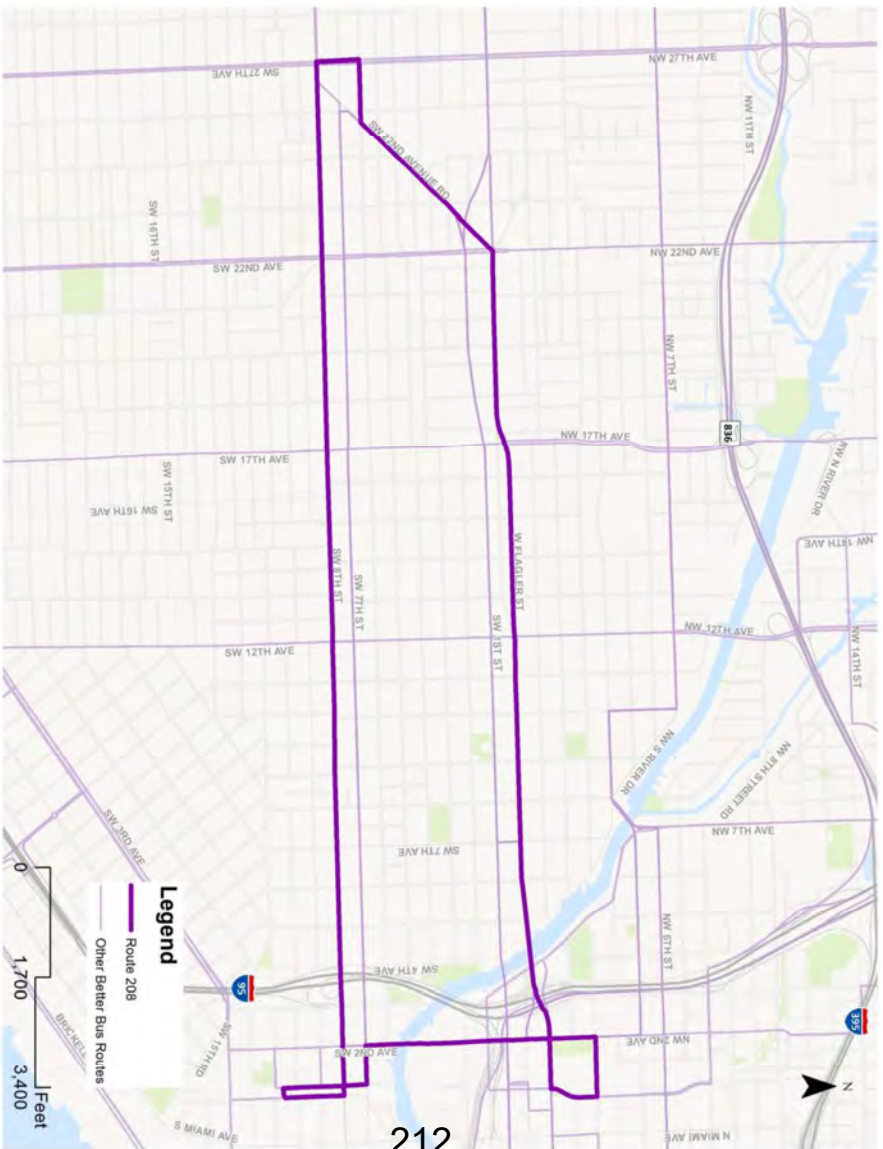 NW 27TH AVE
SW 27TH AVE
NW 11TH ST
SW 22ND AVENUE RD
SW 16TH ST
SW 22ND AVE
NW 22ND AVE
NW 7TH ST
836
NW N RIVER DR
NW 17TH AVE
SW 17TH AVE
SW 15TH ST
SW 16TH AVE
NW 14TH AVE
SW 8TH ST
SW 7TH ST
W FLAGLER ST
SW 1ST ST
NW 12TH AVE
SW 12TH AVE
NW 14TH ST
NW S RIVER DR
NW 8TH STREET RD
NW 7TH AVE
SW 3RD AVE
SW 7TH AVE
NW 6TH ST
SW 4TH AVE
95
395
SW 15TH RD
SW 2ND AVE
NW 2ND AVE
BRICKELL
S MIAMI AVE
N MIAMI AVE
N
Legend
Route 208
Other Better Bus Routes
0 1,700 3,400
Feet
212